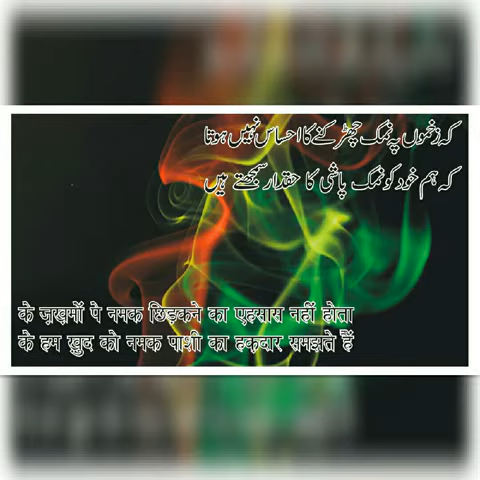 کہ زخموں پہ نمک چھڑکنے کا احساس نہیں ہوتا
کہ ہم خود کو نمک پاشی کا حقدار سمجھتے ہیں
के ज़ख़मों पे नमक छिड़कने का एहसास नहीं होता
के हम ख़ुद को नमक पाशी का हक़दार समझते हैं